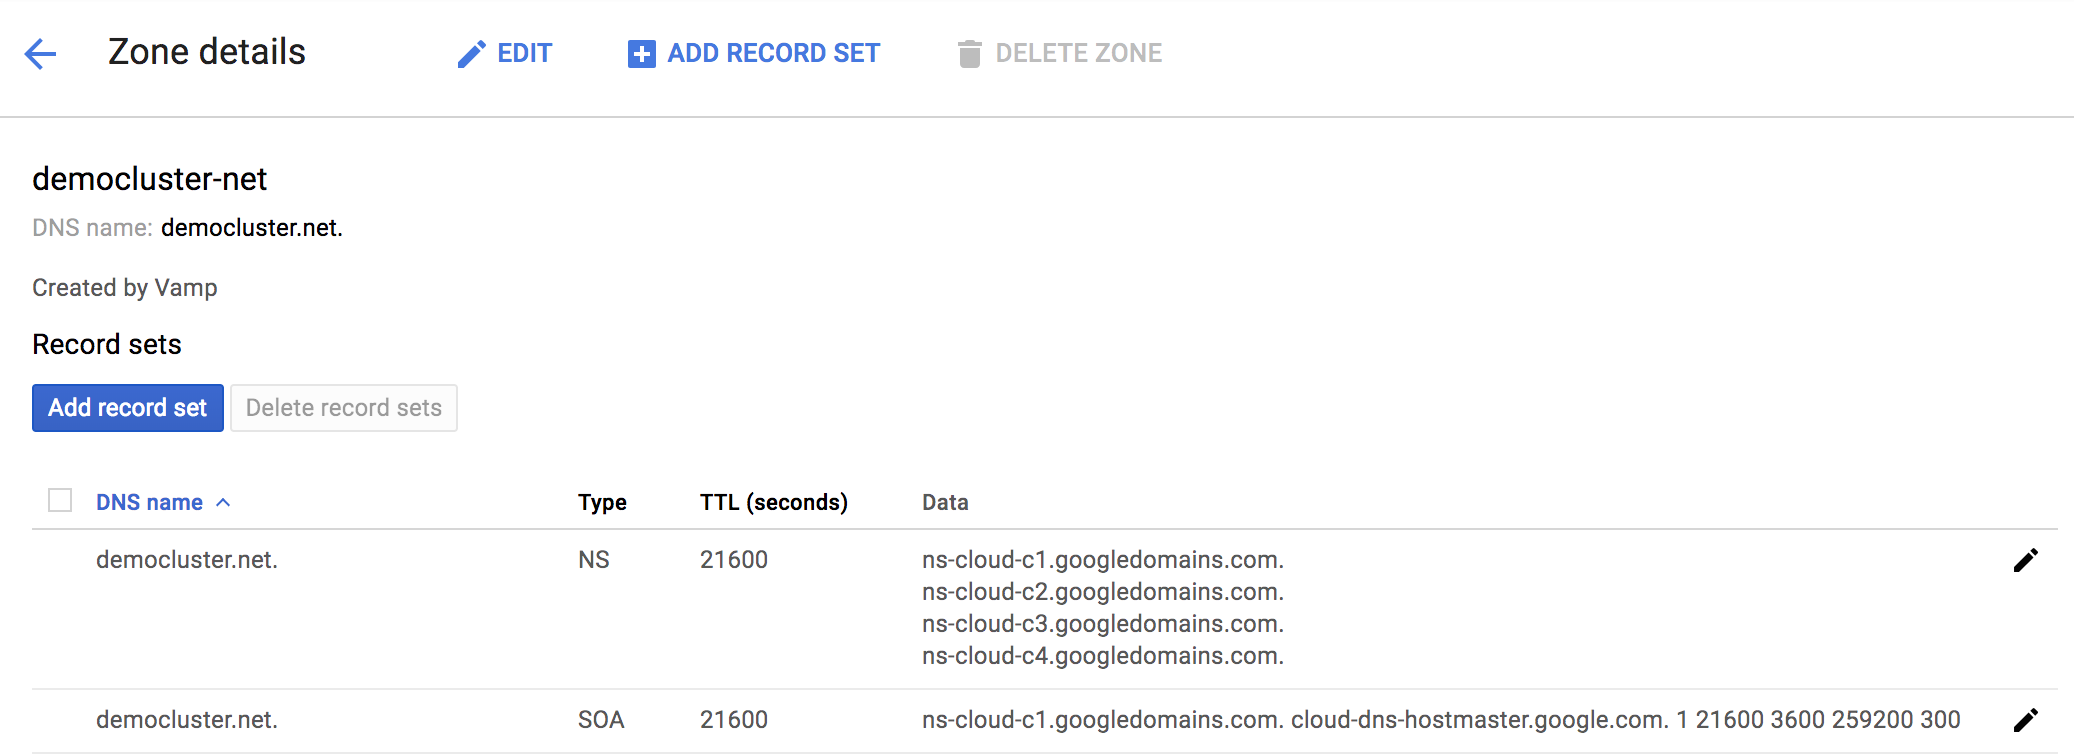 Zone details EDIT ADD RECORD SET DELETE ZONE
democluster-net
DNS name: democluster.net.
Created by Vamp
Record sets
Add record set Delete record sets
DNS name Type TTL (seconds) Data
democluster.net. NS 21600 ns-cloud-c1.googledomains.com.
ns-cloud-c2.googledomains.com.
ns-cloud-c3.googledomains.com.
ns-cloud-c4.googledomains.com.
democluster.net. SOA 21600 ns-cloud-c1.googledomains.com. cloud-dns-hostmaster.google.com. 1 21600 3600 259200 300